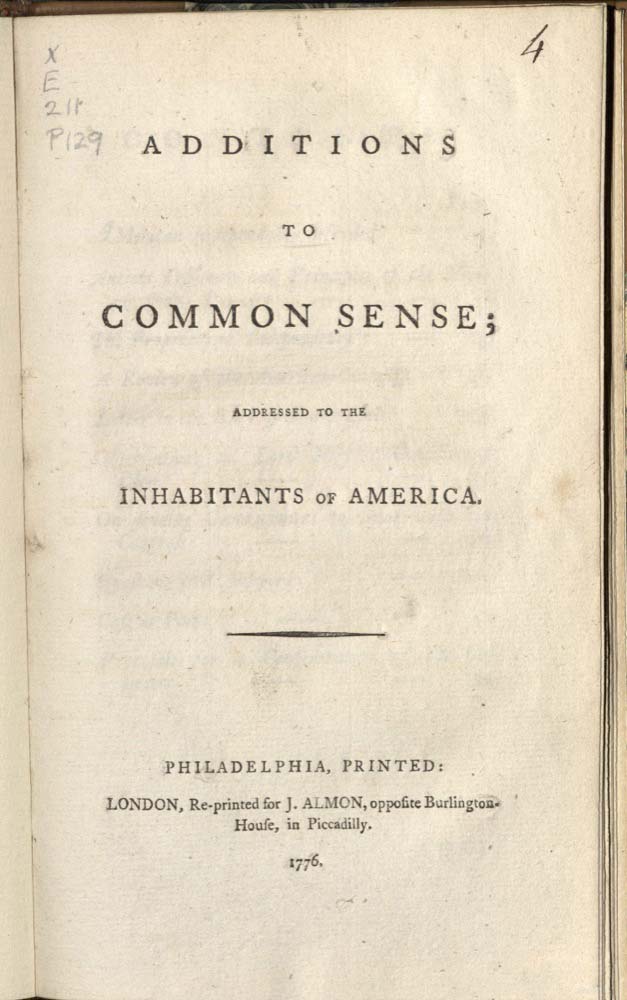 X
E
211
P129
4
ADDITIONS
TO
COMMON SENSE;
ADDRESSED TO THE
INHABITANTS OF AMERICA.
PHILADELPHIA, PRINTED:
LONDON, Re-printed for J. ALMON, oppoſite Burlington-
Houſe, in Piccadilly.
1776.